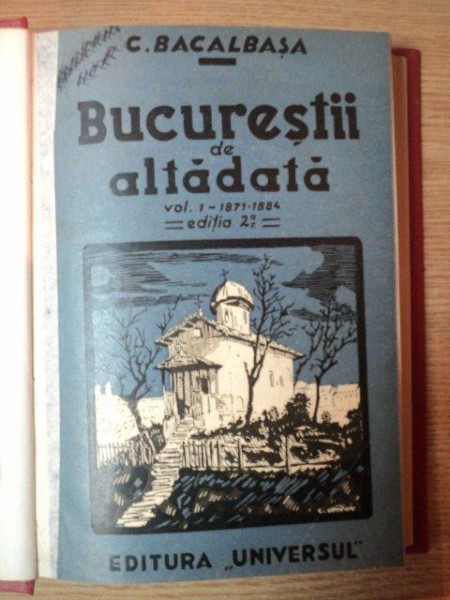 C. BACALBAȘA
Bucureștii
de
altădată
vol. I - 1871-1884
ediția 2ª
EDITURA „UNIVERSUL"